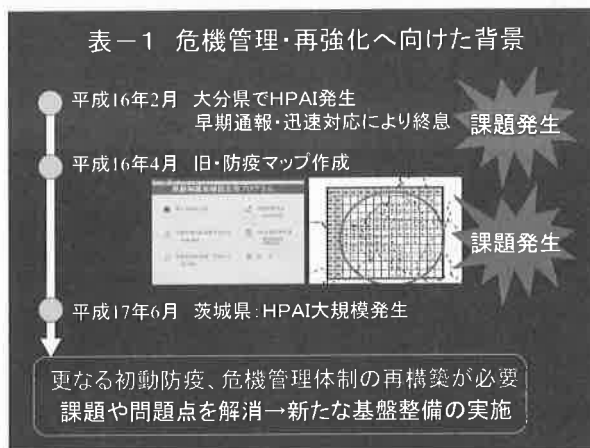 表－1 危機管理・再強化へ向けた背景
平成16年2月 大分県でHPAI発生
早期通報・迅速対応により終息
課題発生
平成16年4月 旧・防疫マップ作成
課題発生
平成17年6月 茨城県：HPAI大規模発生
更なる初動防疫、危機管理体制の再構築が必要
課題や問題点を解消→新たな基盤整備の実施